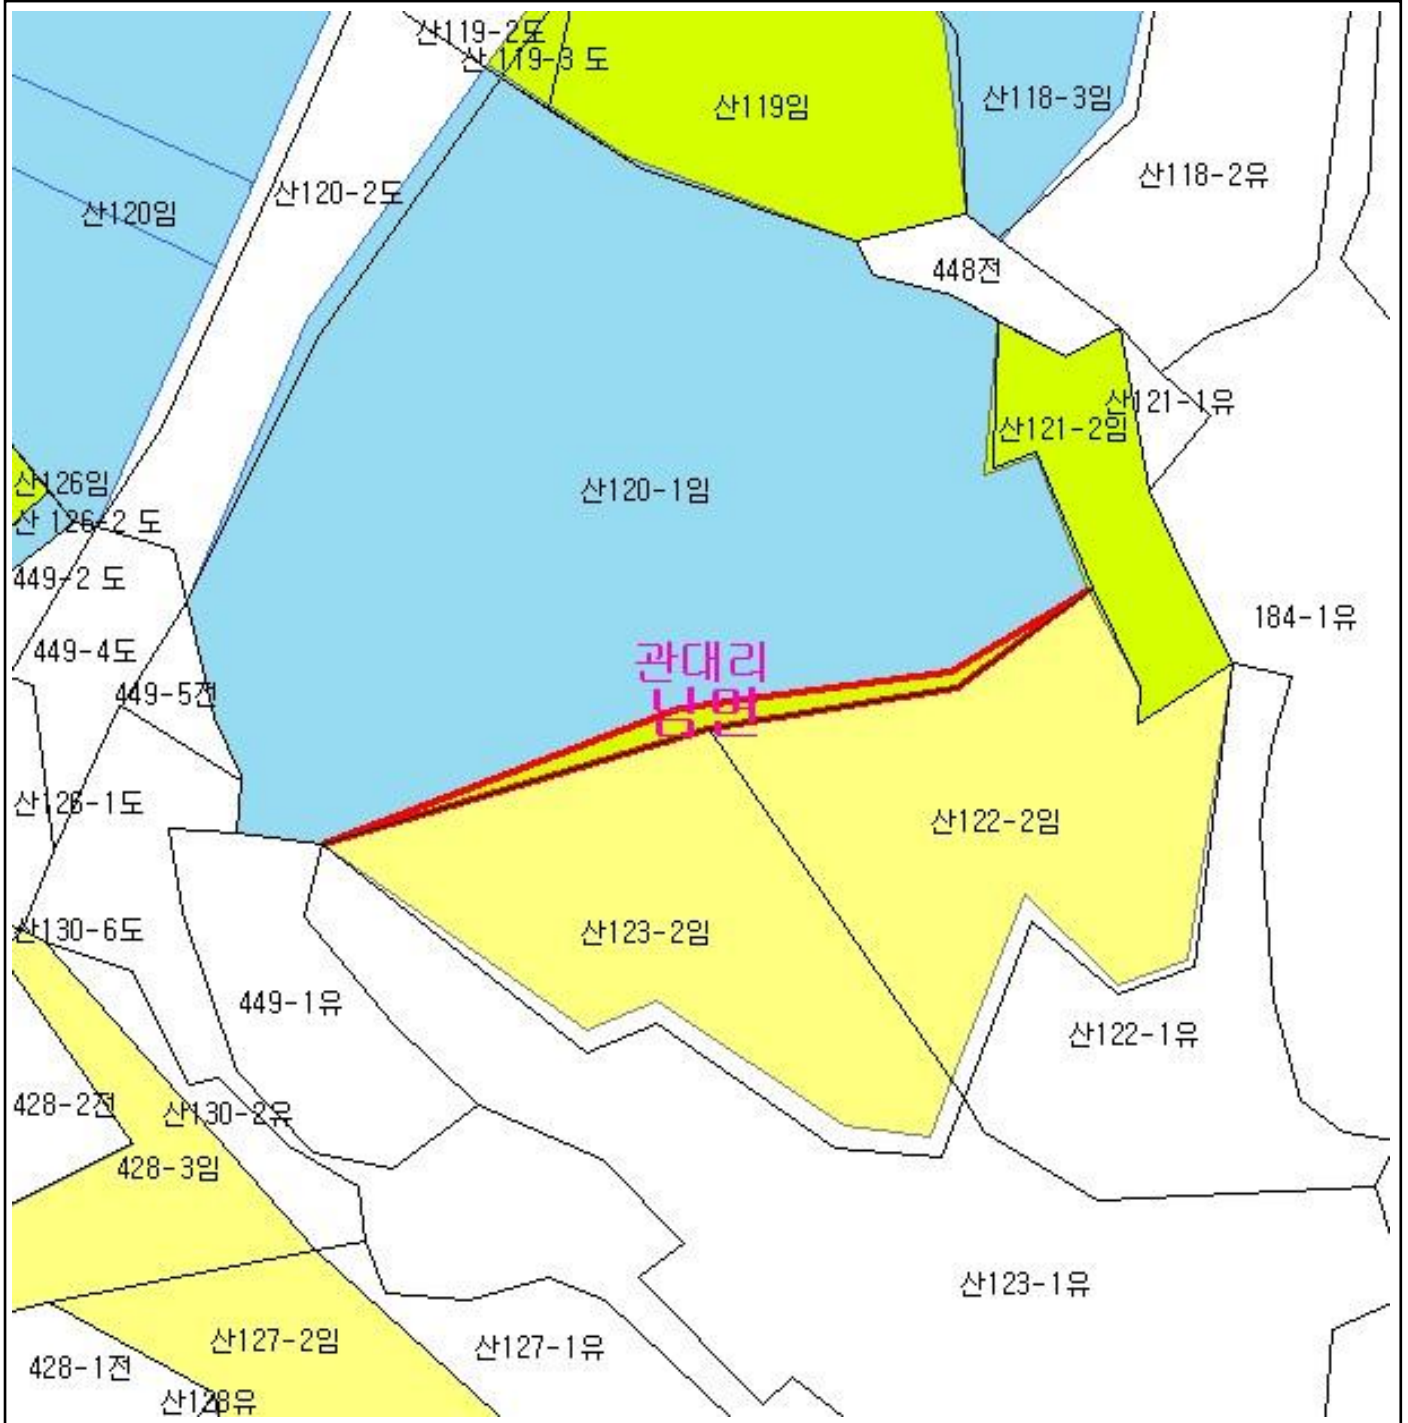 산119-2도
산 119-3 도
산119임
산118-3임
산118-2유
산120-2도
산120임
448전
산121-1유
산121-2임
산126임
산120-1임
산 126-2 도
449-2 도
184-1유
449-4도
관대리
449-5전
남면
산126-1도
산122-2임
산130-6도
산123-2임
449-1유
산122-1유
428-2전
산130-2유
428-3임
산123-1유
산127-2임
산127-1유
428-1전
산128유